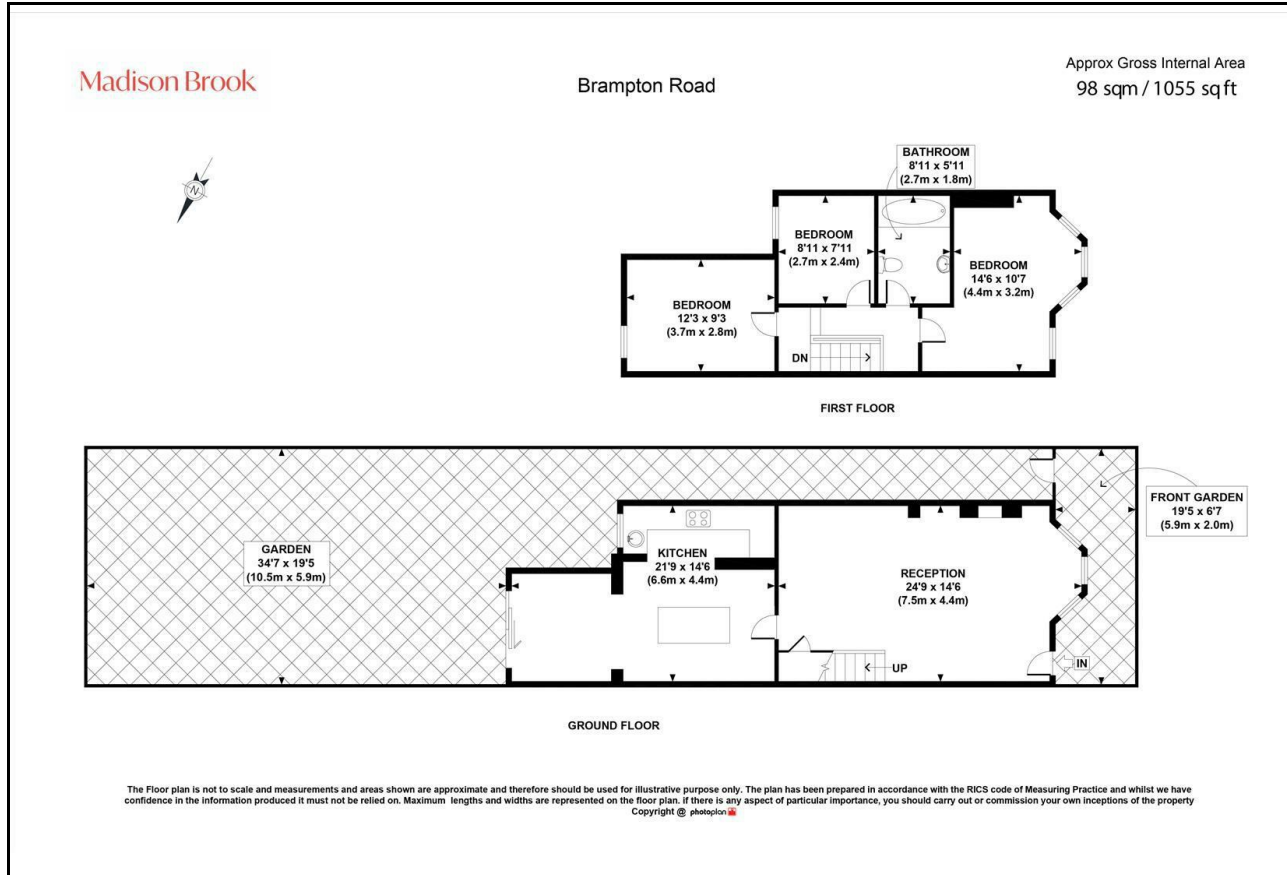 Madison Brook
Brampton Road
Approx Gross Internal Area
98 sqm / 1055 sq ft
N
BATHROOM
8'11 x 5'11
(2.7m x 1.8m)
BEDROOM
8'11 x 7'11
(2.7m x 2.4m)
BEDROOM
14'6 x 10'7
(4.4m x 3.2m)
BEDROOM
12'3 x 9'3
(3.7m x 2.8m)
DN
FIRST FLOOR
FRONT GARDEN
19'5 x 6'7
(5.9m x 2.0m)
GARDEN
34'7 x 19'5
(10.5m x 5.9m)
KITCHEN
21'9 x 14'6
(6.6m x 4.4m)
RECEPTION
24'9 x 14'6
(7.5m x 4.4m)
UP
IN
GROUND FLOOR
The Floor plan is not to scale and measurements and areas shown are approximate and therefore should be used for illustrative purpose only. The plan has been prepared in accordance with the RICS code of Measuring Practice and whilst we have
confidence in the information produced it must not be relied on. Maximum lengths and widths are represented on the floor plan. if there is any aspect of particular importance, you should carry out or commission your own inceptions of the property
Copyright @ photoplan